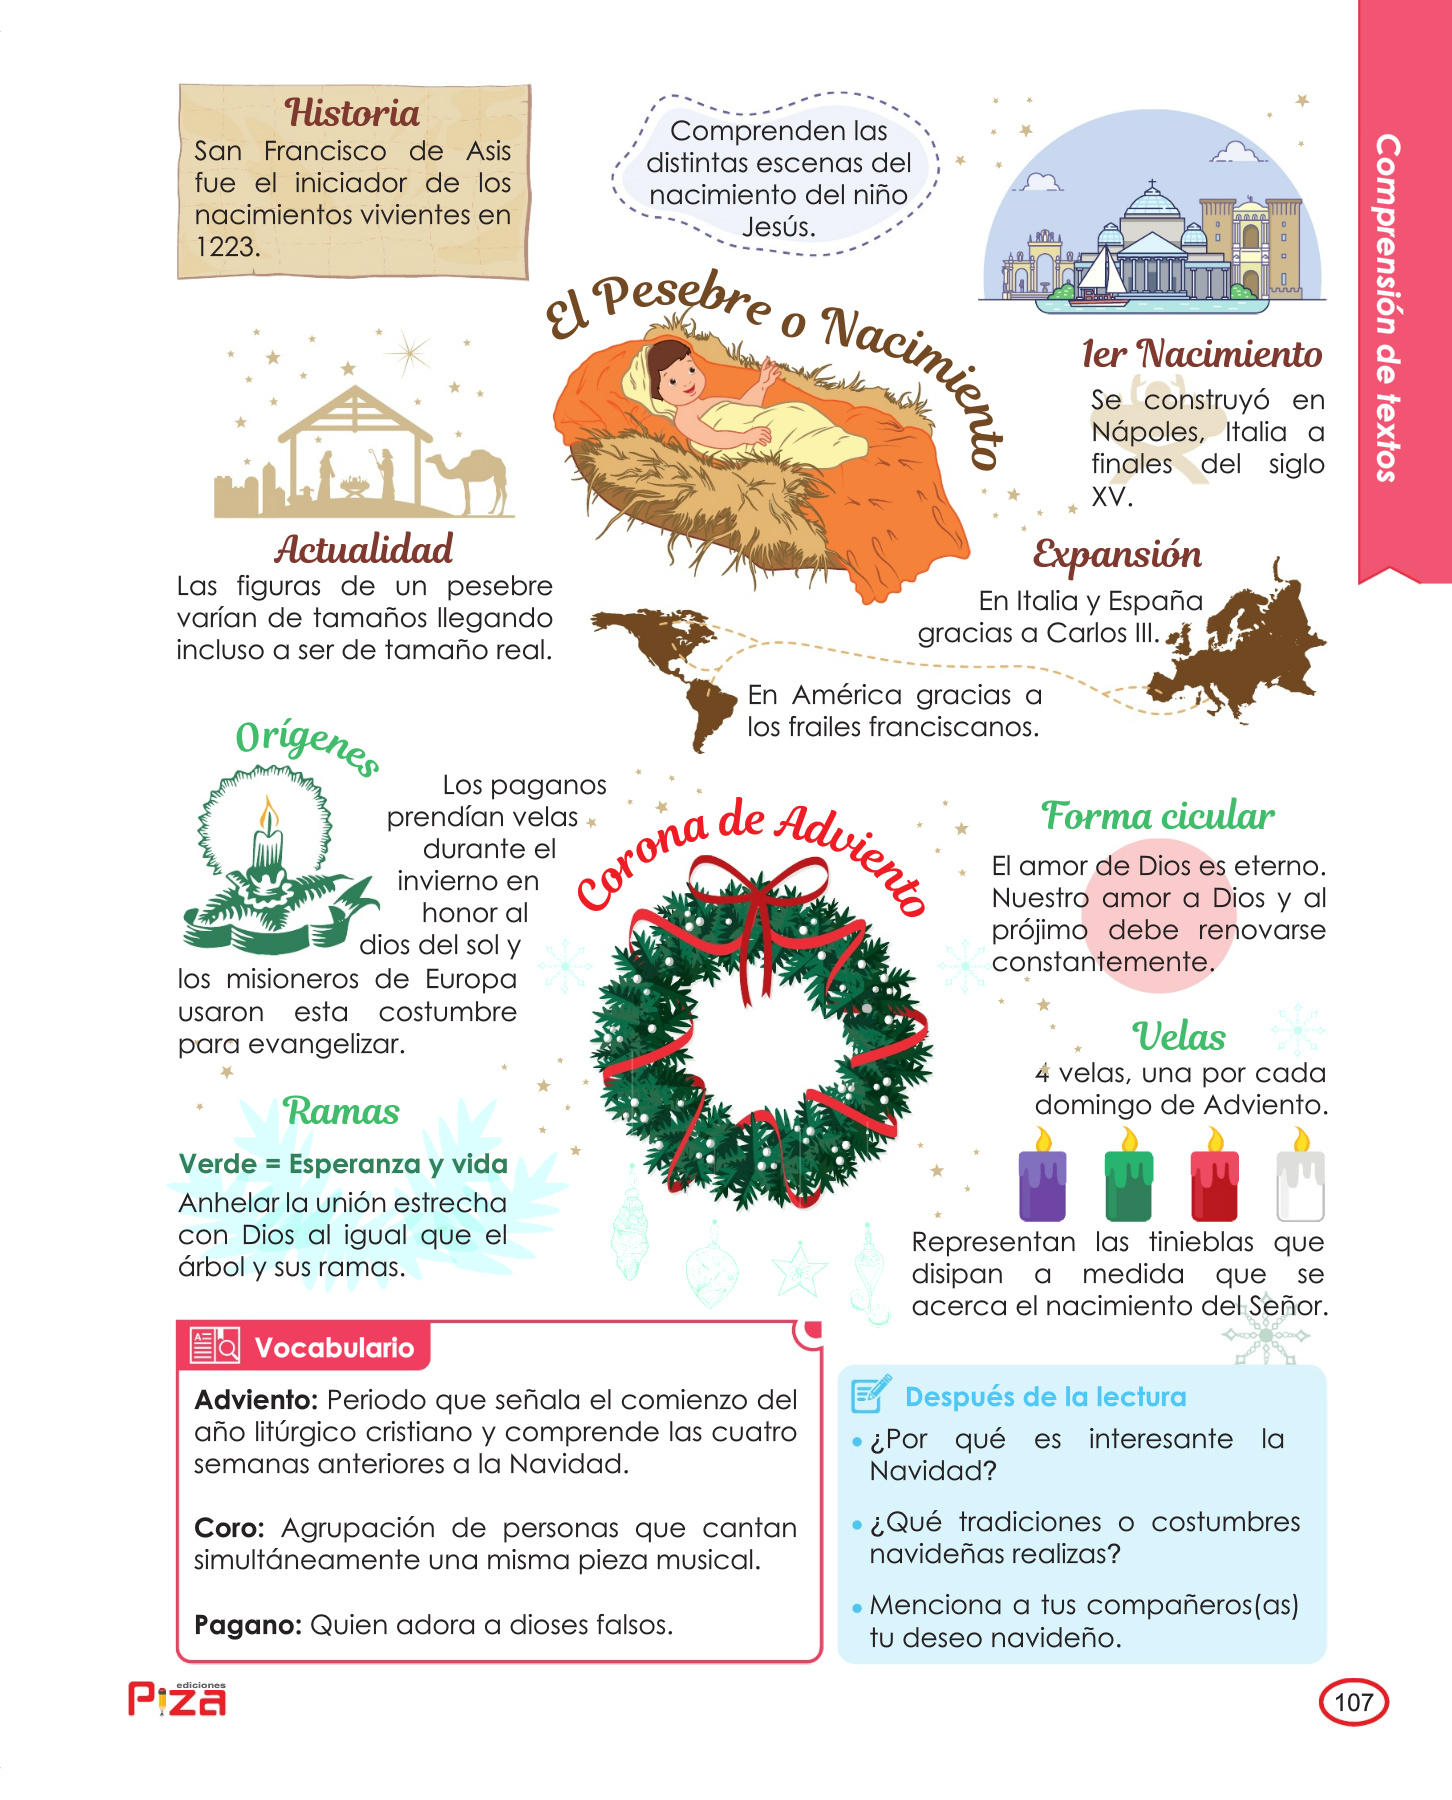 Comprensión de textos
Historia
San Francisco de Asis
fue el iniciador de los
nacimientos vivientes en
1223.
Comprenden las
distintas escenas del
nacimiento del niño
Jesús.
El Pesebre o Nacimiento
1er Nacimiento
Se construyó en
Nápoles, Italia a
finales del siglo
XV.
Actualidad
Las figuras de un pesebre
varían de tamaños llegando
incluso a ser de tamaño real.
Expansión
En Italia y España
gracias a Carlos III.
En América gracias a
los frailes franciscanos.
Orígenes
Los paganos
prendían velas
durante el
invierno en
honor al
dios del sol y
los misioneros de Europa
usaron esta costumbre
para evangelizar.
Corona de Adviento
Forma cicular
El amor de Dios es eterno.
Nuestro amor a Dios y al
prójimo debe renovarse
constantemente.
Velas
4 velas, una por cada
domingo de Adviento.
Representan las tinieblas que
disipan a medida que se
acerca el nacimiento del Señor.
Ramas
Verde = Esperanza y vida
Anhelar la unión estrecha
con Dios al igual que el
árbol y sus ramas.
Vocabulario
Adviento: Periodo que señala el comienzo del
año litúrgico cristiano y comprende las cuatro
semanas anteriores a la Navidad.
Coro: Agrupación de personas que cantan
simultáneamente una misma pieza musical.
Pagano: Quien adora a dioses falsos.
Después de la lectura
• ¿Por qué es interesante la
Navidad?
• ¿Qué tradiciones o costumbres
navideñas realizas?
• Menciona a tus compañeros(as)
tu deseo navideño.
ediciones
Piza
107